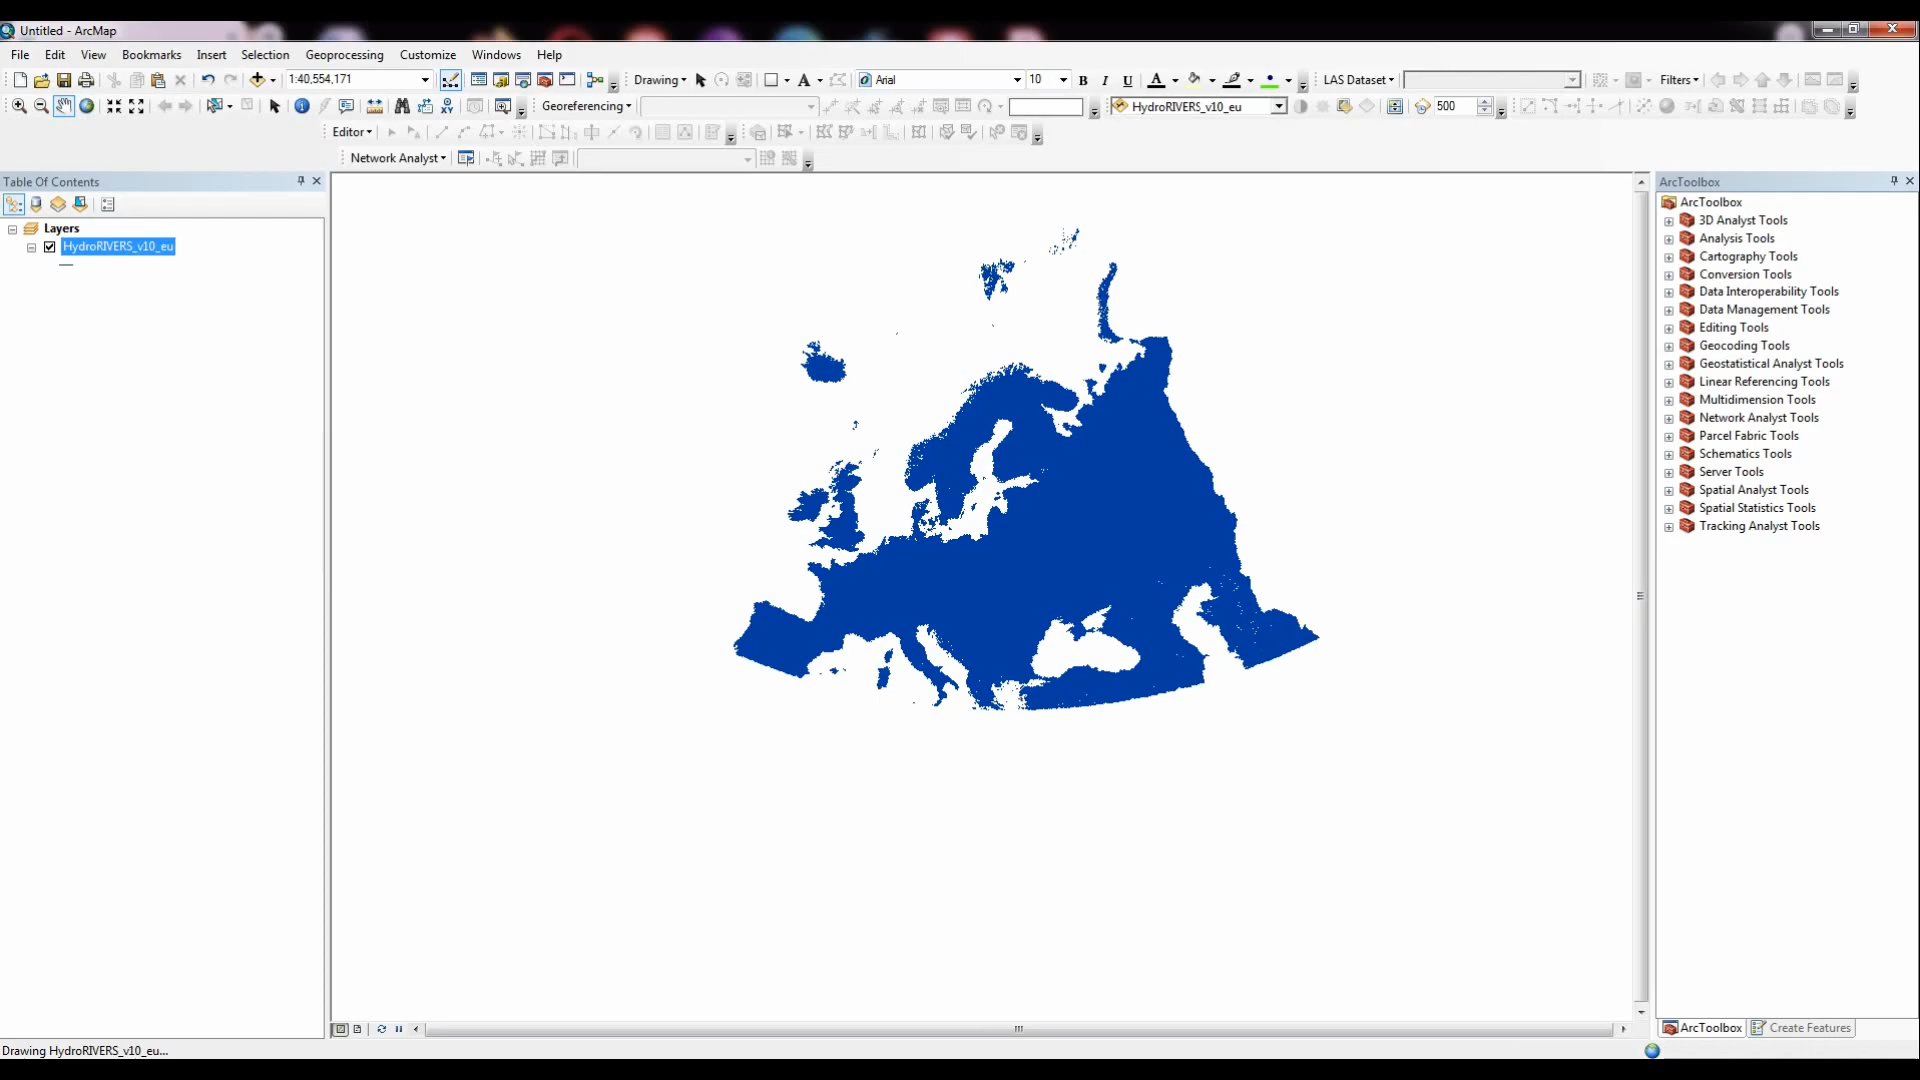 Untitled - ArcMap
File Edit View Bookmarks Insert Selection Geoprocessing Customize Windows Help
1:40,554,171 Drawing Arial 10 B I U A LAS Dataset Filters
Georeferencing HydroRIVERS_v10_eu 500
Editor
Network Analyst
Table Of Contents
Layers
HydroRIVERS_v10_eu
ArcToolbox
ArcToolbox
3D Analyst Tools
Analysis Tools
Cartography Tools
Conversion Tools
Data Interoperability Tools
Data Management Tools
Editing Tools
Geocoding Tools
Geostatistical Analyst Tools
Linear Referencing Tools
Multidimension Tools
Network Analyst Tools
Parcel Fabric Tools
Schematics Tools
Server Tools
Spatial Analyst Tools
Spatial Statistics Tools
Tracking Analyst Tools
ArcToolbox Create Features
Drawing HydroRIVERS_v10_eu...